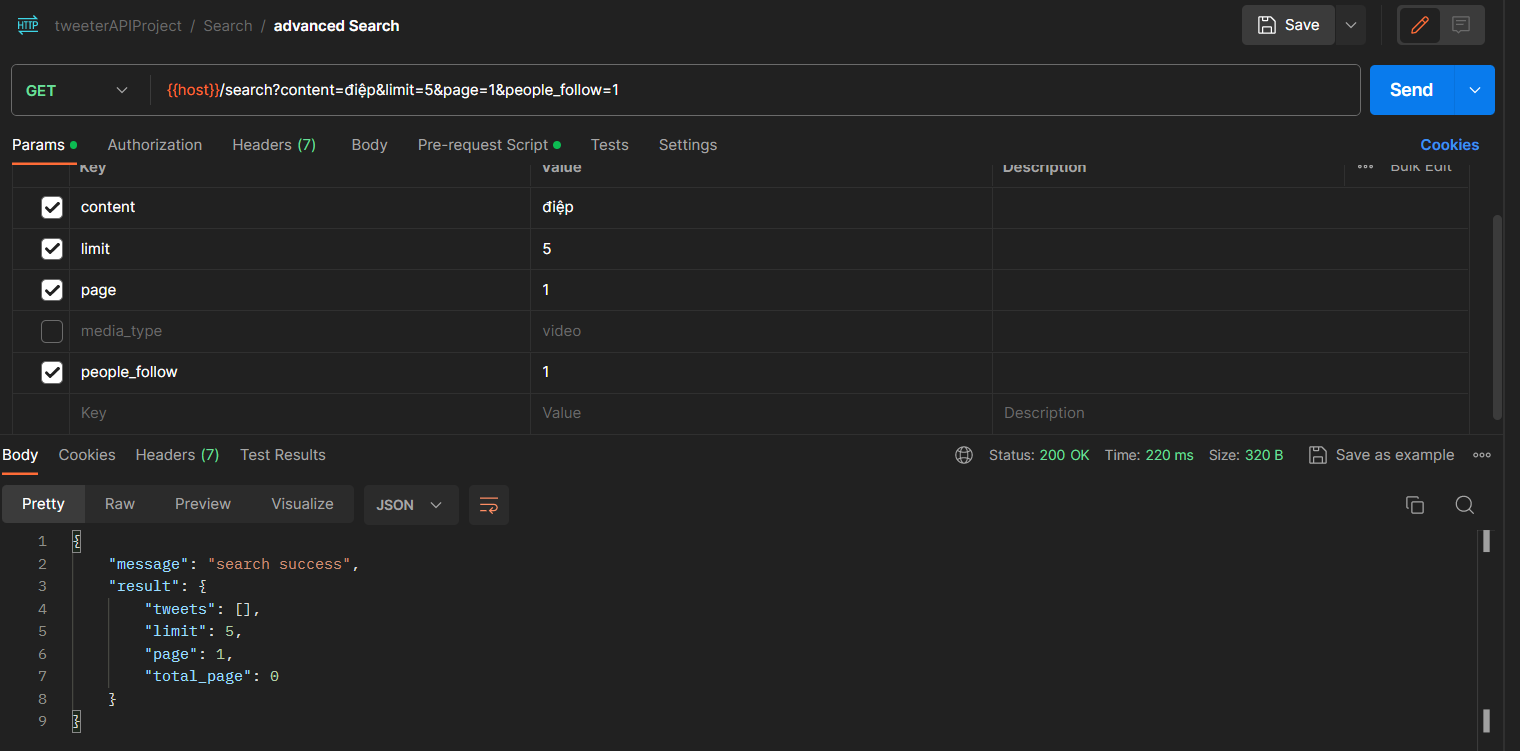 HTTP tweeterAPIProject / Search / advanced Search Save
GET {{host}}/search?content=điệp&limit=5&page=1&people_follow=1 Send
Params Authorization Headers (7) Body Pre-request Script Tests Settings Cookies
Key Value Description Bulk Edit
content điệp
limit 5
page 1
media_type video
people_follow 1
Key Value Description
Body Cookies Headers (7) Test Results Status: 200 OK Time: 220 ms Size: 320 B Save as example
Pretty Raw Preview Visualize JSON
1 {
2 "message": "search success",
3 "result": {
4 "tweets": [],
5 "limit": 5,
6 "page": 1,
7 "total_page": 0
8 }
9 }